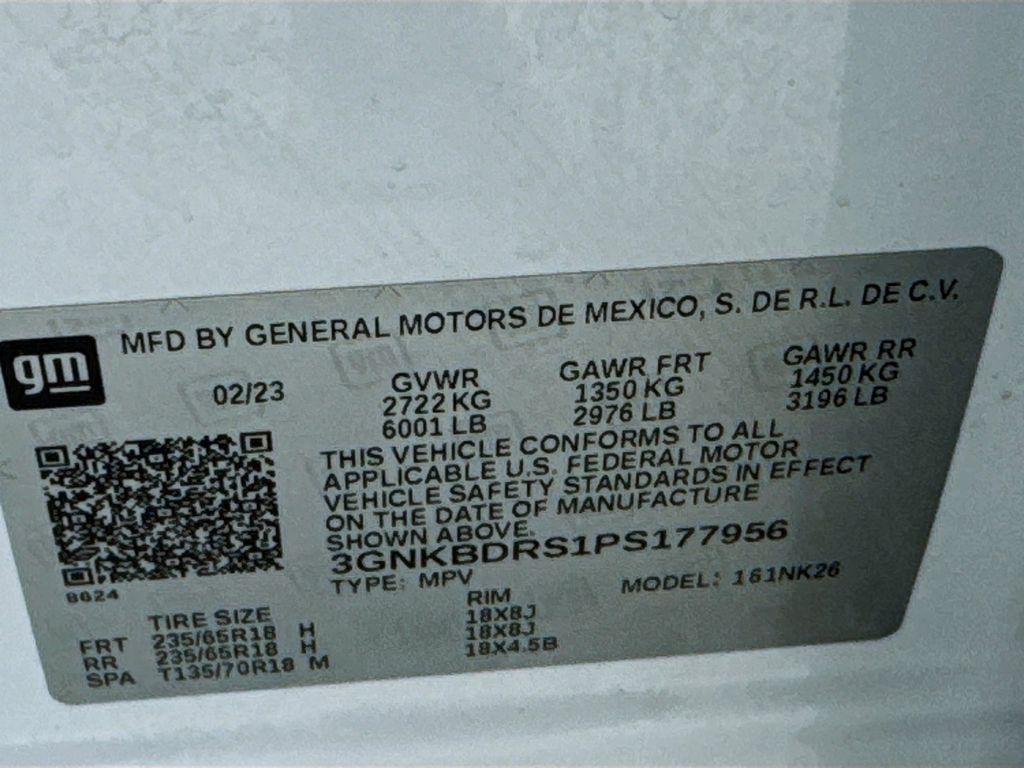 MFD BY GENERAL MOTORS DE MEXICO, S. DE R.L. DE C.V.
gm
02/23
GVWR
2722 KG
6001 LB
GAWR FRT
1350 KG
2976 LB
GAWR RR
1450 KG
3196 LB
THIS VEHICLE CONFORMS TO ALL
APPLICABLE U.S. FEDERAL MOTOR
VEHICLE SAFETY STANDARDS IN EFFECT
ON THE DATE OF MANUFACTURE
SHOWN ABOVE.
3GNKBDRS1PS177956
TYPE: MPV
MODEL: 161NK26
8624
TIRE SIZE RIM
FRT 235/65R18 H 18X8J
RR 235/65R18 H 18X8J
SPA T135/70R18 M 18X4.5B